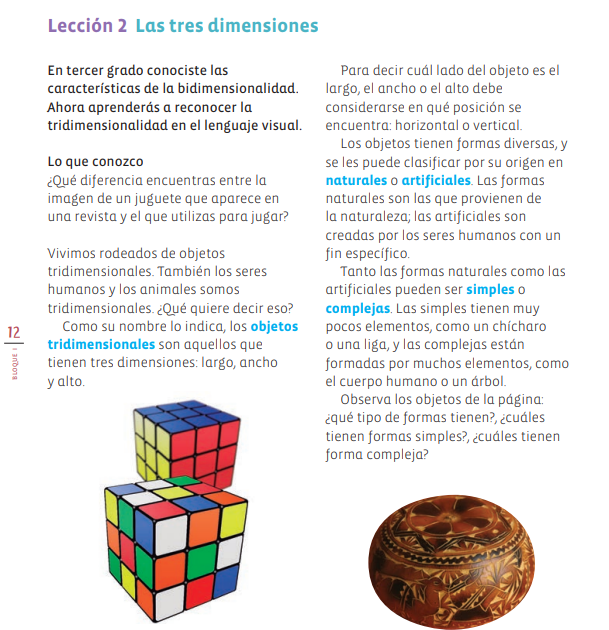 Lección 2 Las tres dimensiones
En tercer grado conociste las
características de la bidimensionalidad.
Ahora aprenderás a reconocer la
tridimensionalidad en el lenguaje visual.
Lo que conozco
¿Qué diferencia encuentras entre la
imagen de un juguete que aparece en
una revista y el que utilizas para jugar?
Vivimos rodeados de objetos
tridimensionales. También los seres
humanos y los animales somos
tridimensionales. ¿Qué quiere decir eso?
Como su nombre lo indica, los objetos
tridimensionales son aquellos que
tienen tres dimensiones: largo, ancho
y alto.
Para decir cuál lado del objeto es el
largo, el ancho o el alto debe
considerarse en qué posición se
encuentra: horizontal o vertical.
Los objetos tienen formas diversas, y
se les puede clasificar por su origen en
naturales o artificiales. Las formas
naturales son las que provienen de
la naturaleza; las artificiales son
creadas por los seres humanos con un
fin específico.
Tanto las formas naturales como las
artificiales pueden ser simples o
complejas. Las simples tienen muy
pocos elementos, como un chícharo
o una liga, y las complejas están
formadas por muchos elementos, como
el cuerpo humano o un árbol.
Observa los objetos de la página:
¿qué tipo de formas tienen?, ¿cuáles
tienen formas simples?, ¿cuáles tienen
forma compleja?
12
BLOQUE I